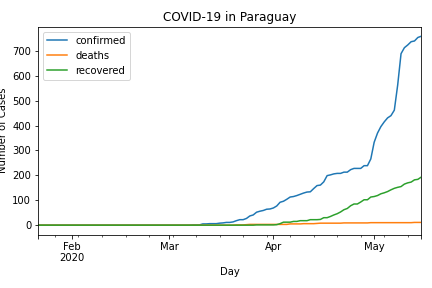 COVID-19 in Paraguay
confirmed
deaths
recovered
Number of Cases
700
600
500
400
300
200
100
0
Feb
2020
Mar
Apr
May
Day